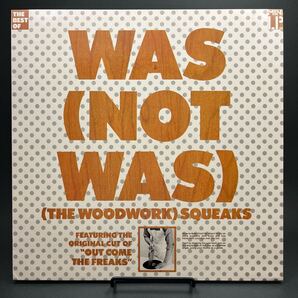 THE BEST OF
WAS
(NOT
WAS)
(THE WOODWORK) SQUEAKS
FEATURING THE
ORIGINAL CUT OF
"OUT COME
THE FREAKS"